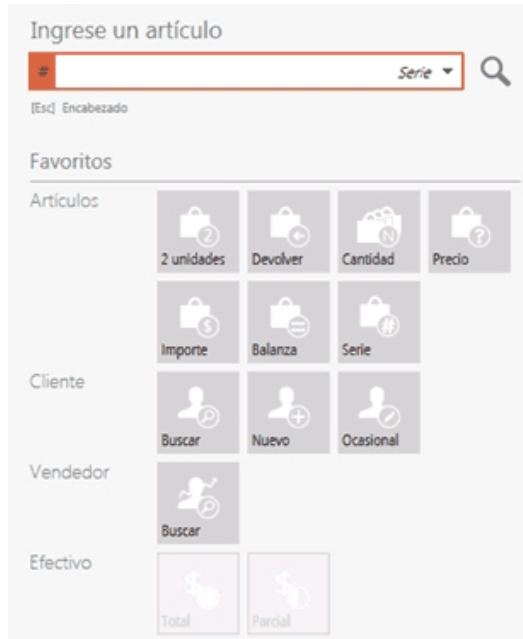 Ingrese un artículo
# Serie
[Esc] Encabezado
Favoritos
Artículos
2
N
?
2 unidades Devolver Cantidad Precio
$ = #
Importe Balanza Serie
Cliente
Buscar Nuevo Ocasional
Vendedor
Buscar
Efectivo
$ $
Total Parcial